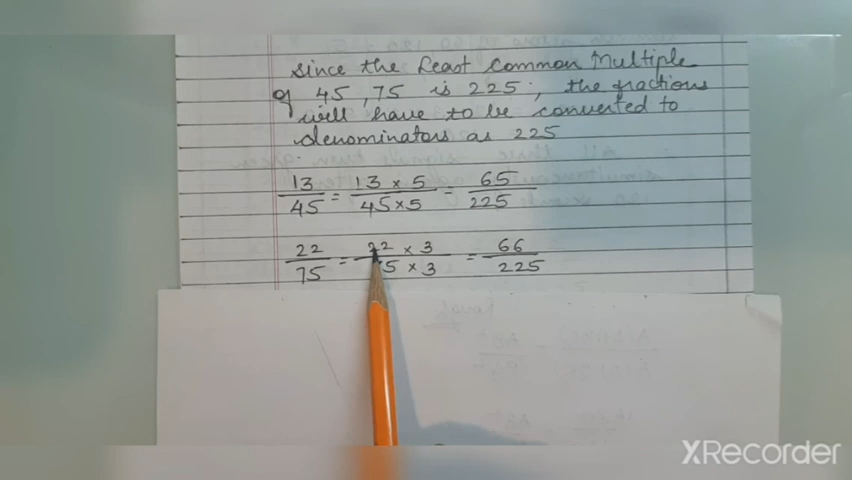 since the Least Common Multiple
of 45, 75 is 225; the fractions
will have to be converted to
denominators as 225
13/45 = 13 × 5/45 × 5 = 65/225
22/75 = 22 × 3/75 × 3 = 66/225
XRecorder